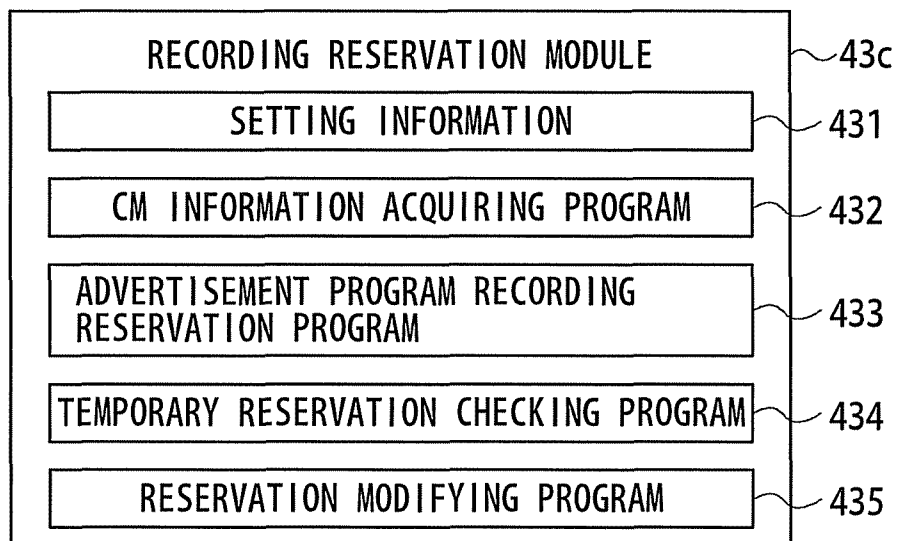 RECORDING RESERVATION MODULE 43c
SETTING INFORMATION 431
CM INFORMATION ACQUIRING PROGRAM 432
ADVERTISEMENT PROGRAM RECORDING
RESERVATION PROGRAM 433
TEMPORARY RESERVATION CHECKING PROGRAM 434
RESERVATION MODIFYING PROGRAM 435